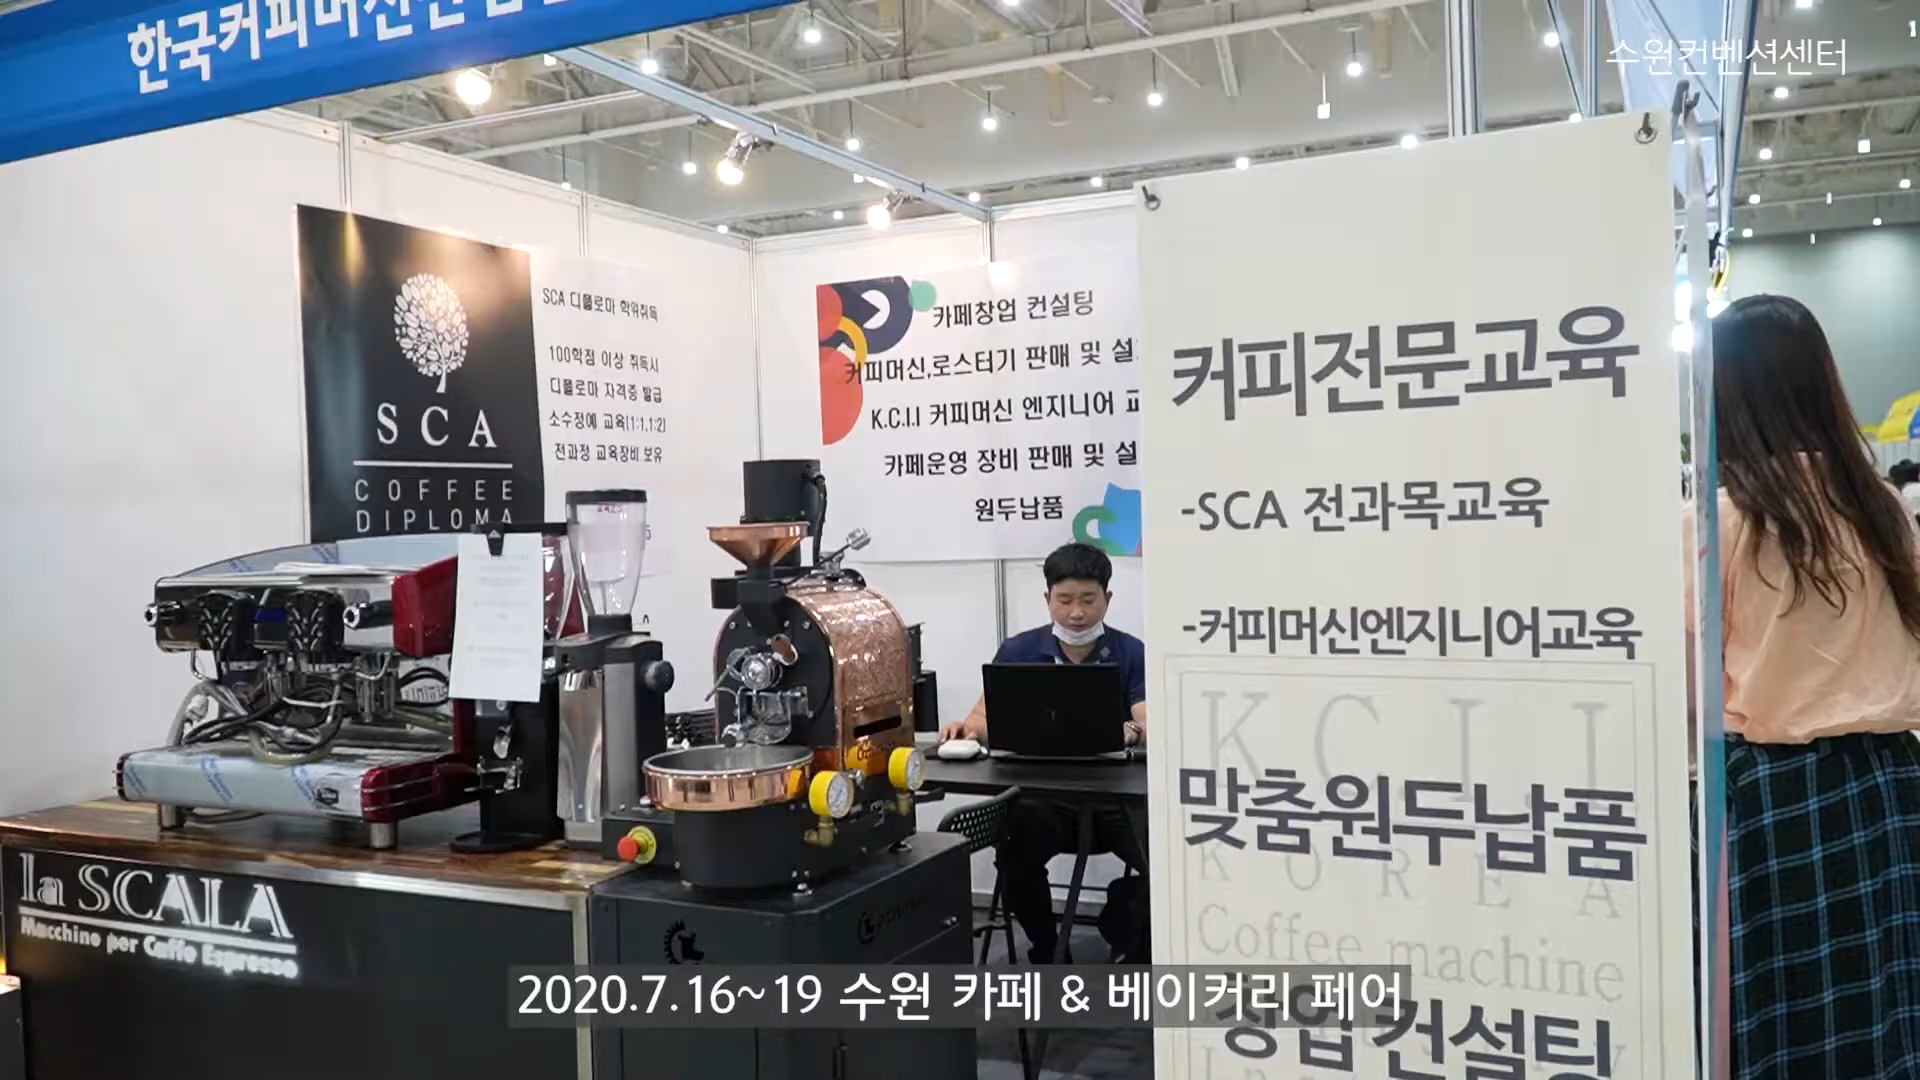 한국커피머신
수원컨벤션센터
SCA
COFFEE
DIPLOMA
SCA 디플로마 학위취득
100학점 이상 취득시
디플로마 자격증 발급
소수정예 교육(1:1,1:2)
전과정 교육장비 보유
카페창업 컨설팅
커피머신,로스터기 판매 및 설
K.C.I.I 커피머신 엔지니어 교
카페운영 장비 판매 및 설
원두납품
커피전문교육
-SCA 전과목교육
-커피머신엔지니어교육
KCII
맞춤원두납품
KOREA
Coffee machine
창업컨설팅
la SCALA
Macchine per Caffe Espresso
2020.7.16~19 수원 카페 & 베이커리 페어